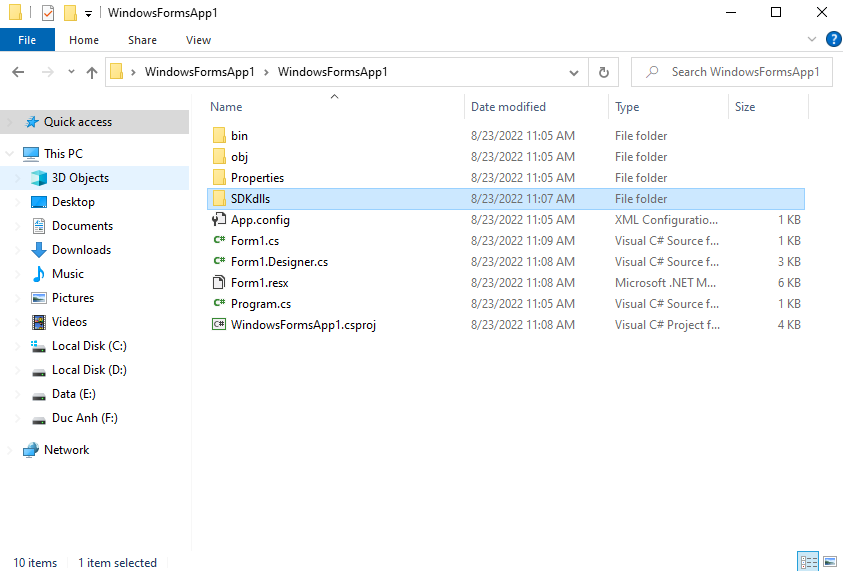 WindowsFormsApp1
File Home Share View ?
WindowsFormsApp1 › WindowsFormsApp1 Search WindowsFormsApp1
Name Date modified Type Size
Quick access
This PC
3D Objects
Desktop
Documents
Downloads
Music
Pictures
Videos
Local Disk (C:)
Local Disk (D:)
Data (E:)
Duc Anh (F:)
Network
bin 8/23/2022 11:05 AM File folder
obj 8/23/2022 11:05 AM File folder
Properties 8/23/2022 11:05 AM File folder
SDKdlls 8/23/2022 11:07 AM File folder
App.config 8/23/2022 11:05 AM XML Configuratio... 1 KB
C# Form1.cs 8/23/2022 11:09 AM Visual C# Source f... 1 KB
C# Form1.Designer.cs 8/23/2022 11:08 AM Visual C# Source f... 3 KB
Form1.resx 8/23/2022 11:08 AM Microsoft .NET M... 6 KB
C# Program.cs 8/23/2022 11:05 AM Visual C# Source f... 1 KB
C# WindowsFormsApp1.csproj 8/23/2022 11:08 AM Visual C# Project f... 4 KB
10 items 1 item selected